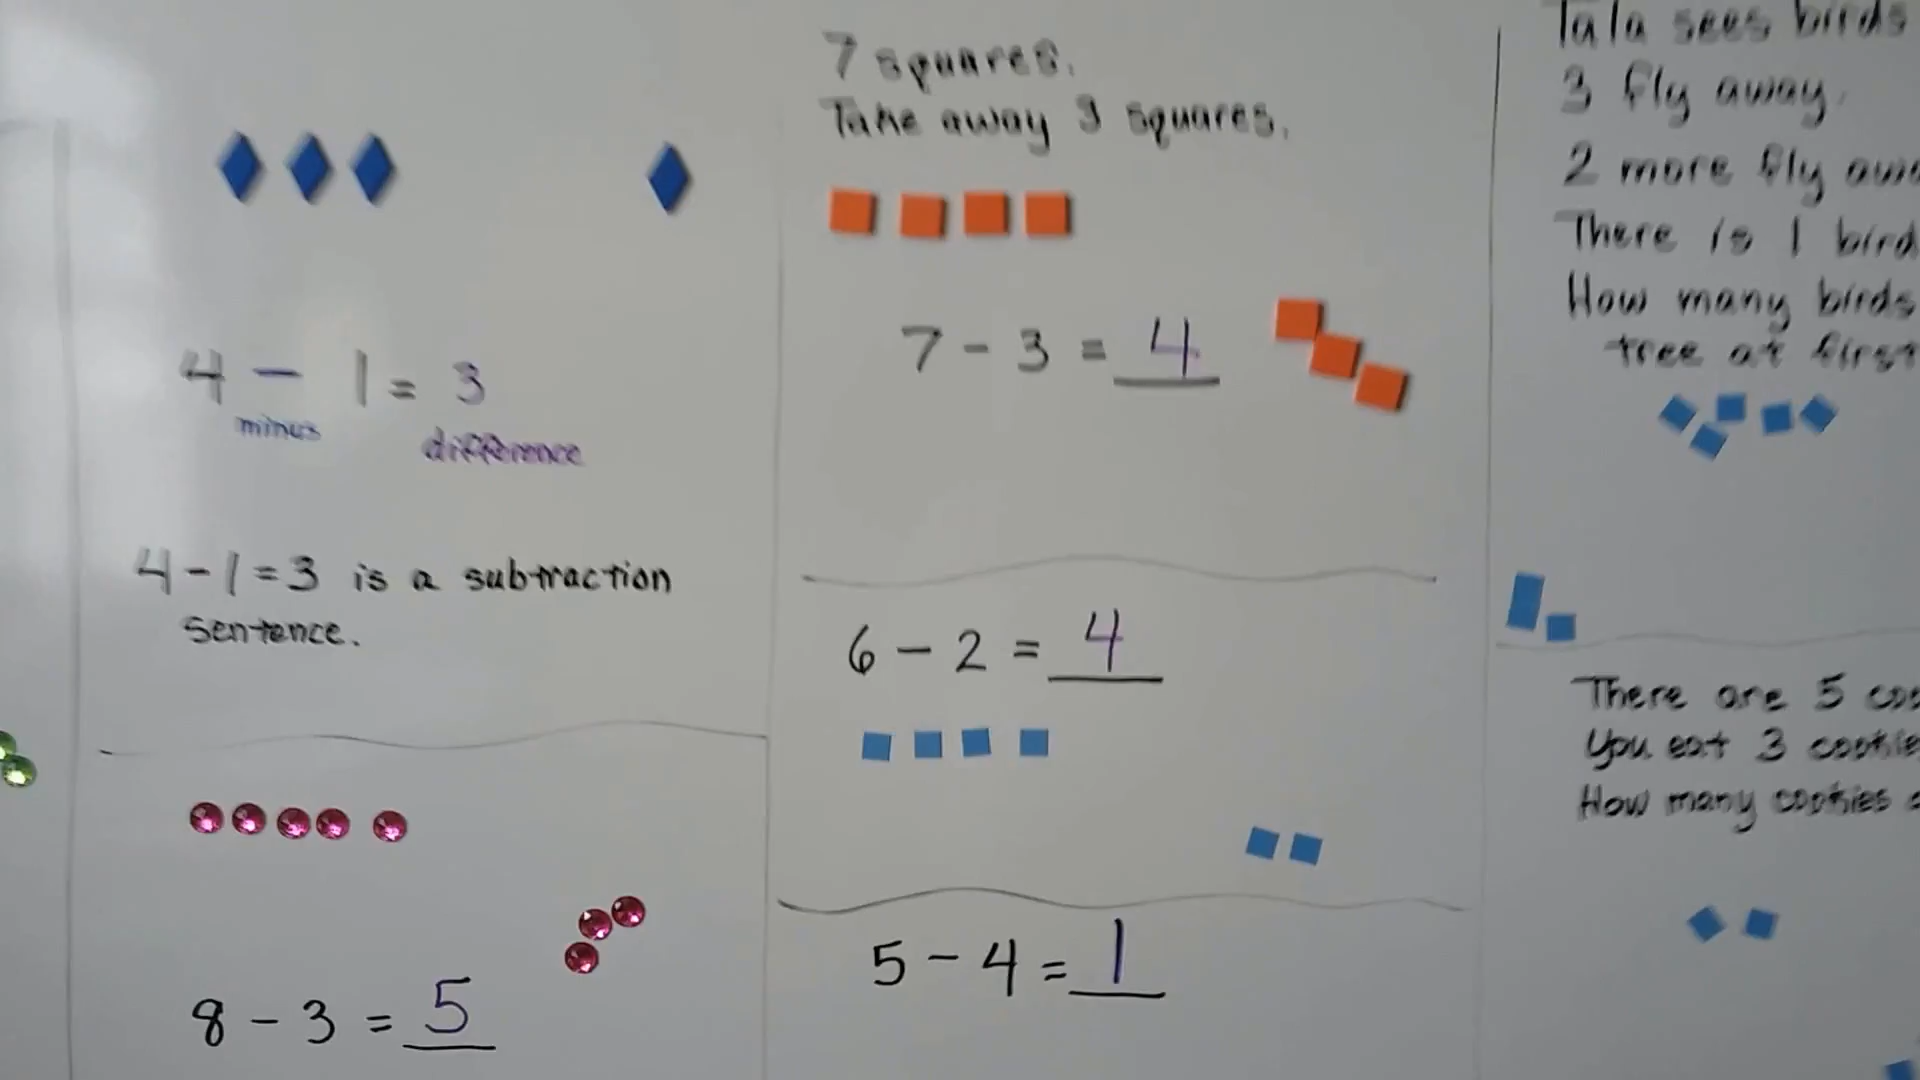 4 - 1 = 3
minus
difference
4-1=3 is a subtraction
sentence.
8 - 3 = 5
7 squares.
Take away 3 squares.
7 - 3 = 4
6 - 2 = 4
5 - 4 = 1
Tala sees birds
3 fly away.
2 more fly
There is 1 bird
How many birds
tree at first
There are 5
You eat 3
How many cookies